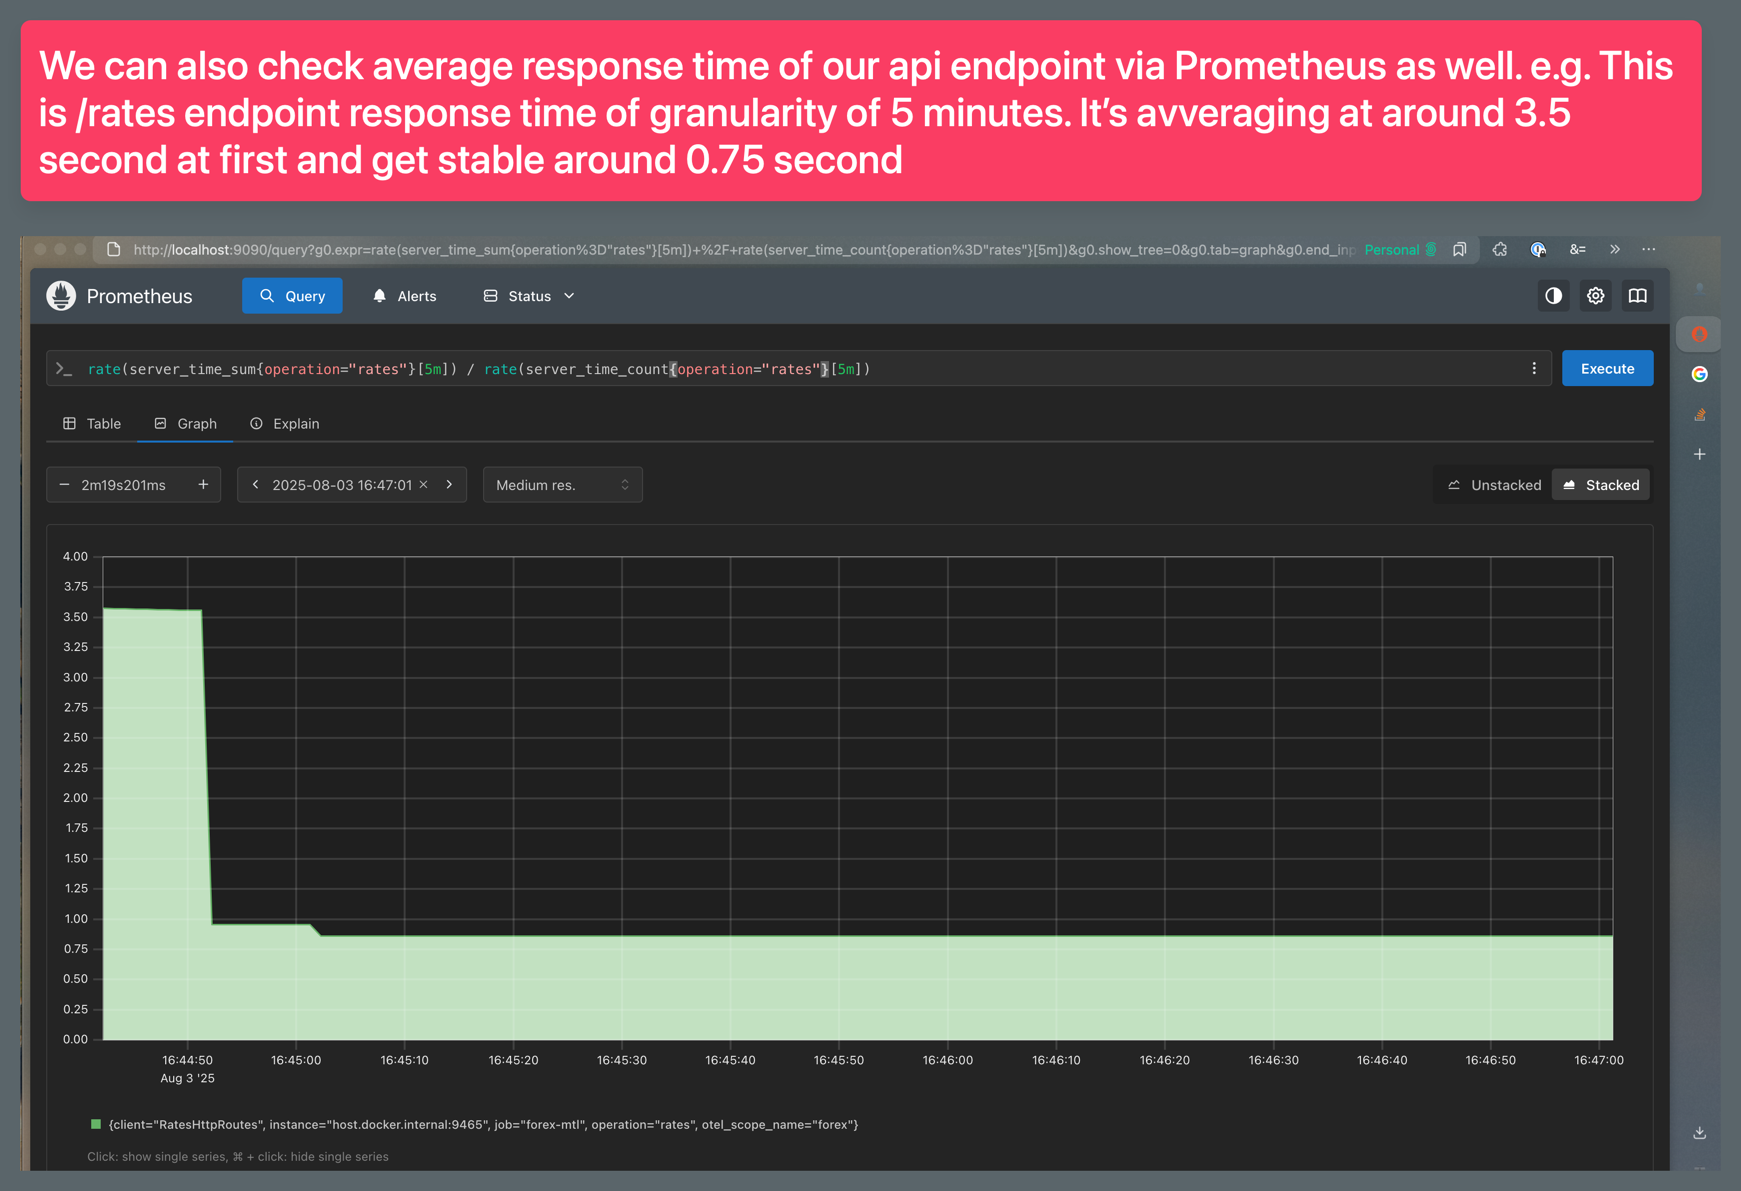 We can also check average response time of our api endpoint via Prometheus as well. e.g. This
is /rates endpoint response time of granularity of 5 minutes. It’s avveraging at around 3.5
second at first and get stable around 0.75 second
http://localhost:9090/query?g0.expr=rate(server_time_sum{operation%3D"rates"}[5m])+%2F+rate(server_time_count{operation%3D"rates"}[5m])&g0.show_tree=0&g0.tab=graph&g0.end_inp Personal
Prometheus Query Alerts Status
rate(server_time_sum{operation="rates"}[5m]) / rate(server_time_count{operation="rates"}[5m]) Execute
Table Graph Explain
2m19s201ms 2025-08-03 16:47:01 Medium res. Unstacked Stacked
4.00
3.75
3.50
3.25
3.00
2.75
2.50
2.25
2.00
1.75
1.50
1.25
1.00
0.75
0.50
0.25
0.00
16:44:50 16:45:00 16:45:10 16:45:20 16:45:30 16:45:40 16:45:50 16:46:00 16:46:10 16:46:20 16:46:30 16:46:40 16:46:50 16:47:00
Aug 3 '25
{client="RatesHttpRoutes", instance="host.docker.internal:9465", job="forex-mtl", operation="rates", otel_scope_name="forex"}
Click: show single series, ⌘ + click: hide single series